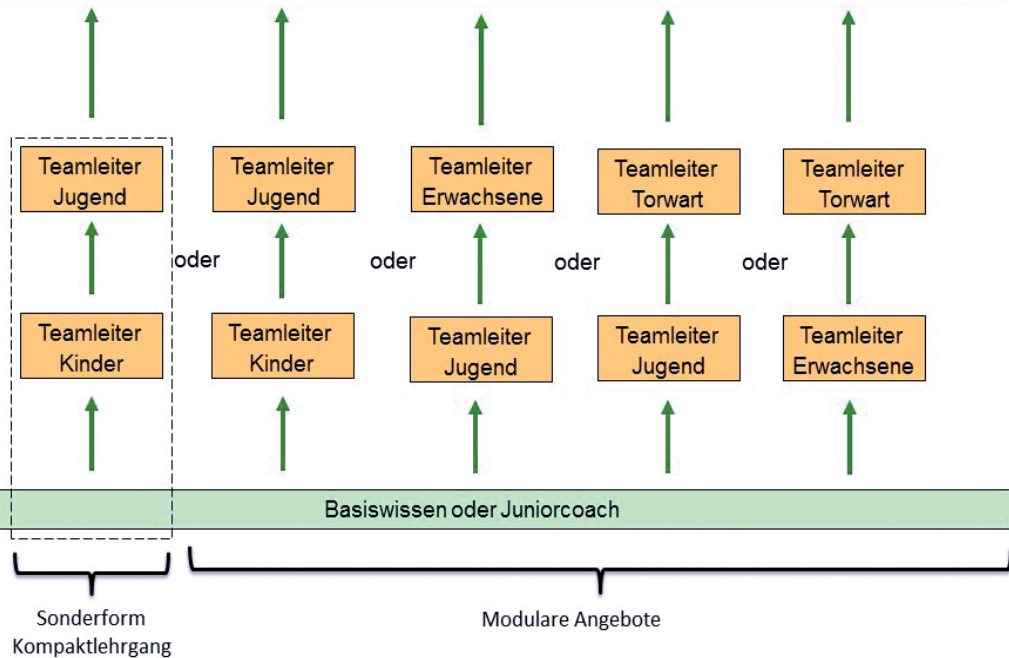 Teamleiter
Jugend
Teamleiter
Jugend
Teamleiter
Erwachsene
Teamleiter
Torwart
Teamleiter
Torwart
oder
oder
oder
oder
Teamleiter
Kinder
Teamleiter
Kinder
Teamleiter
Jugend
Teamleiter
Jugend
Teamleiter
Erwachsene
Basiswissen oder Juniorcoach
Sonderform
Kompaktlehrgang
Modulare Angebote